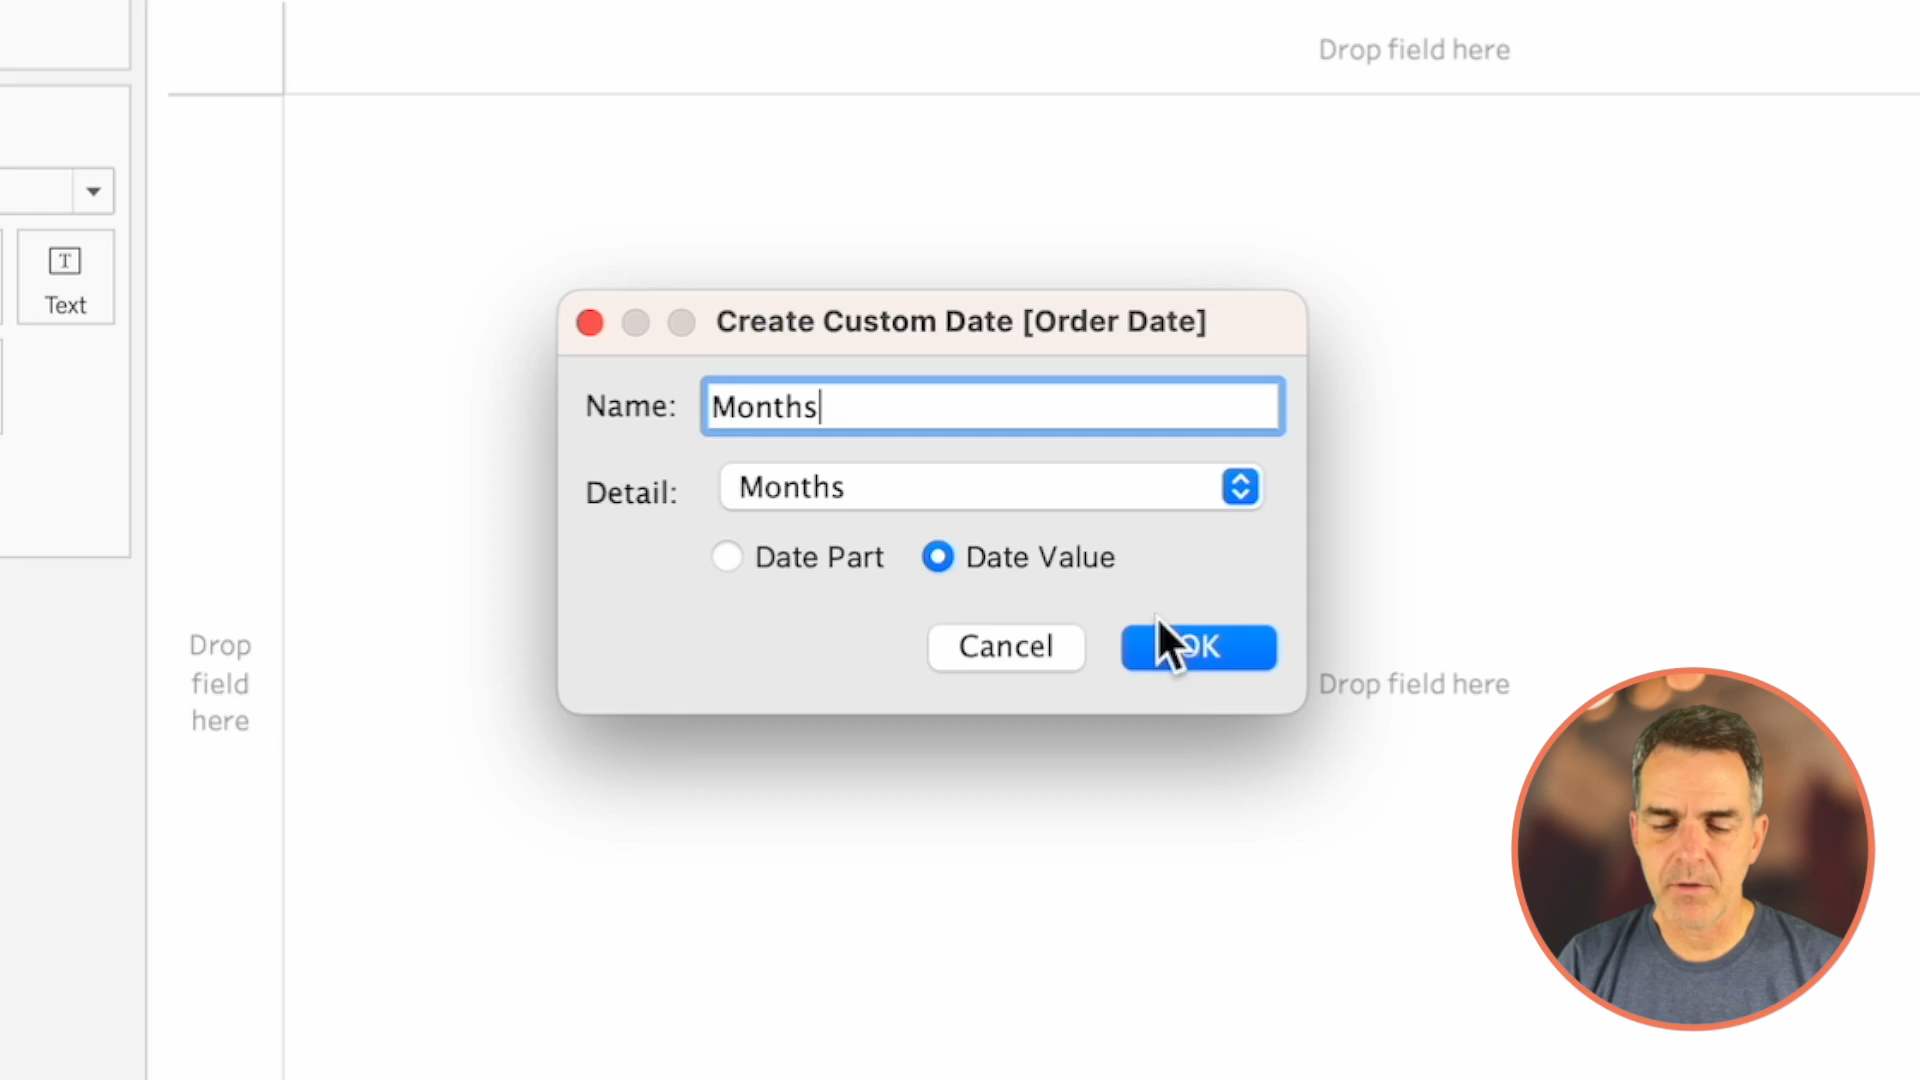 Drop field here
Text
Create Custom Date [Order Date]
Name: Months
Detail: Months
Date Part Date Value
Cancel OK
Drop
field
here
Drop field here